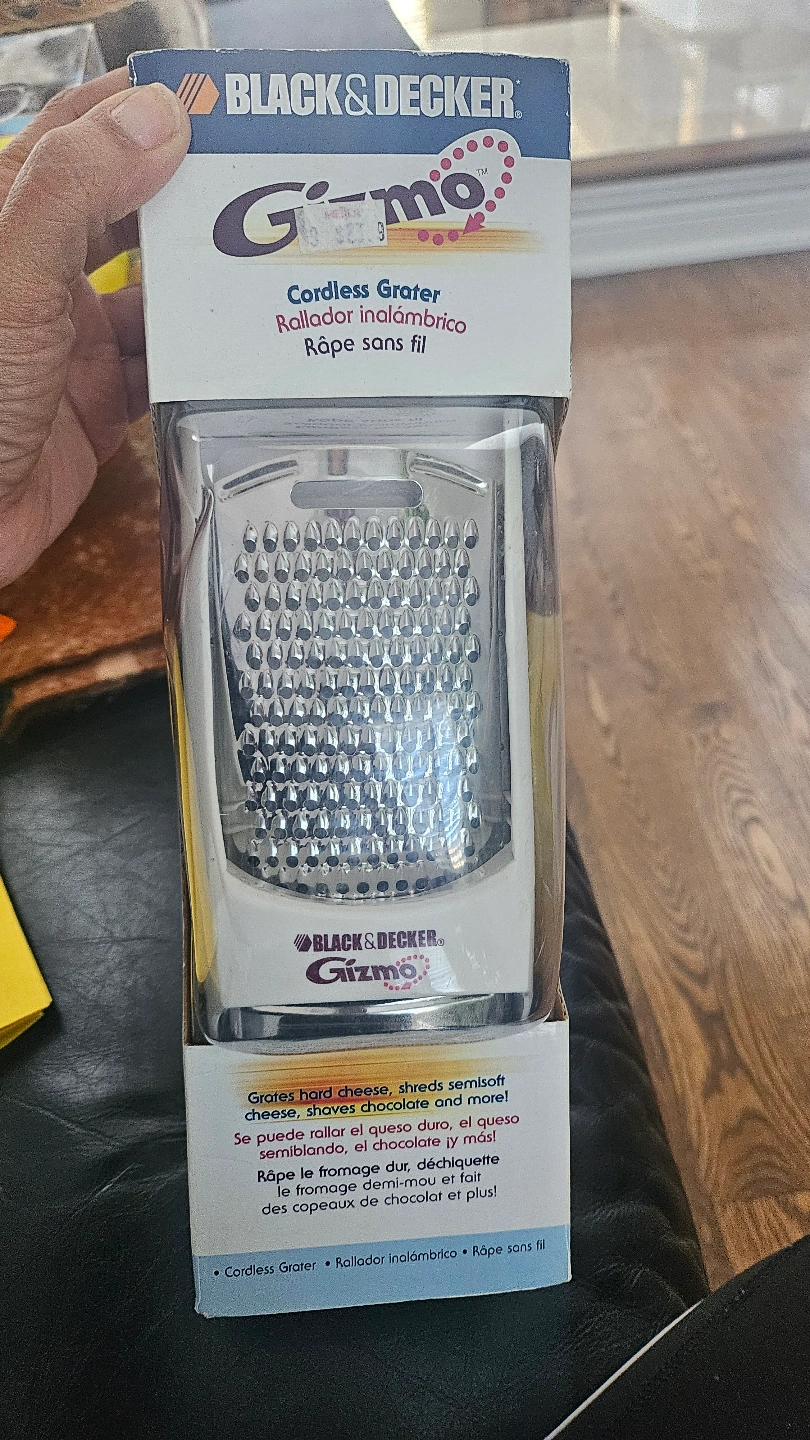 BLACK&DECKER®
Gizmo™
Cordless Grater
Rallador inalámbrico
Râpe sans fil
BLACK&DECKER®
Gizmo
Grates hard cheese, shreds semisoft
cheese, shaves chocolate and more!
Se puede rallar el queso duro, el queso
semiblando, el chocolate ¡y más!
Râpe le fromage dur, déchiquette
le fromage demi-mou et fait
des copeaux de chocolat et plus!
• Cordless Grater • Rallador inalámbrico • Râpe sans fil